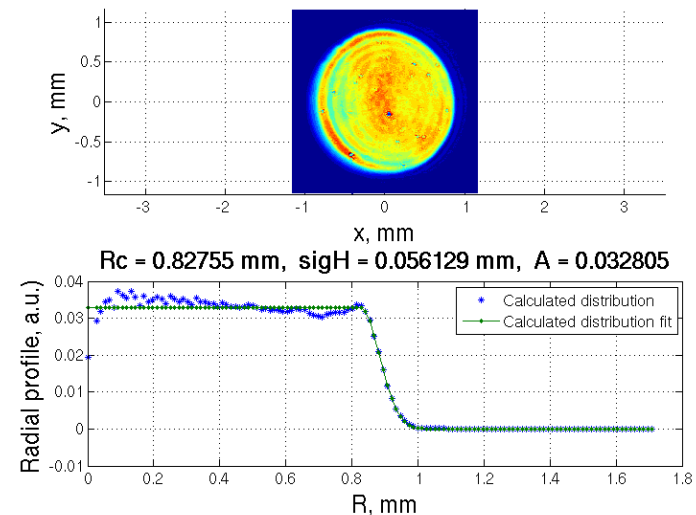 1
0.5
0
-0.5
-1
y, mm
-3 -2 -1 0 1 2 3
x, mm
Rc = 0.82755 mm, sigH = 0.056129 mm, A = 0.032805
0.04
0.03
0.02
0.01
0
-0.01
Radial profile, a.u.
Calculated distribution
Calculated distribution fit
0 0.2 0.4 0.6 0.8 1 1.2 1.4 1.6 1.8
R, mm